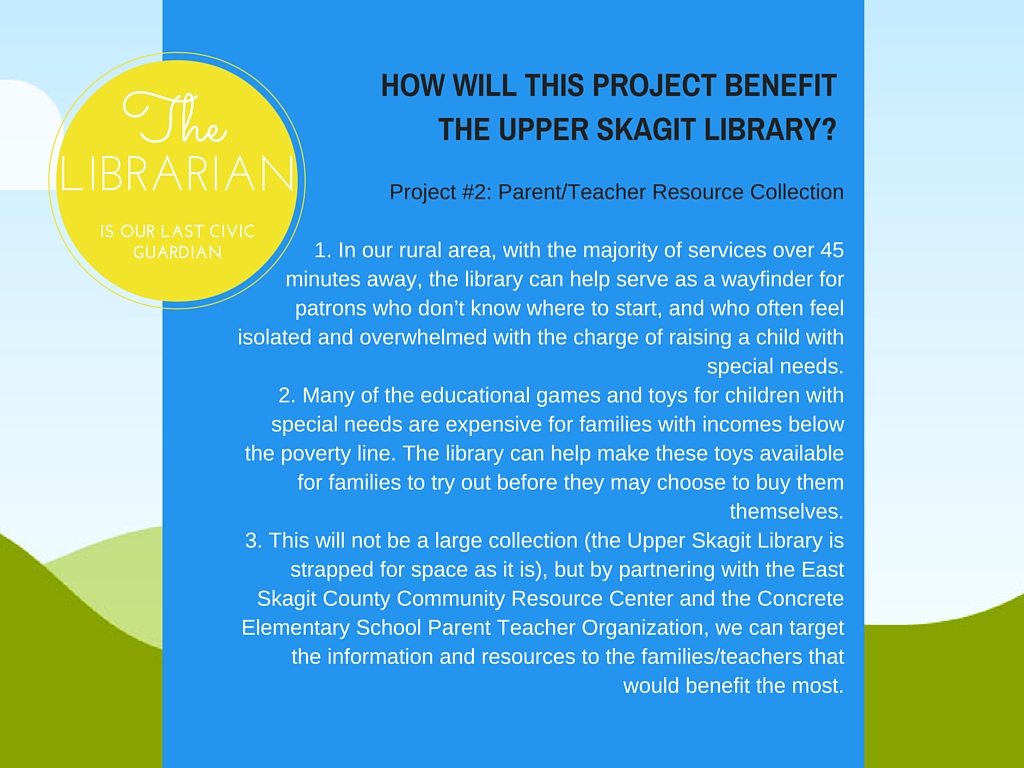 The
LIBRARIAN
IS OUR LAST CIVIC
GUARDIAN
HOW WILL THIS PROJECT BENEFIT
THE UPPER SKAGIT LIBRARY?
Project #2: Parent/Teacher Resource Collection
1. In our rural area, with the majority of services over 45
minutes away, the library can help serve as a wayfinder for
patrons who don’t know where to start, and who often feel
isolated and overwhelmed with the charge of raising a child with
special needs.
2. Many of the educational games and toys for children with
special needs are expensive for families with incomes below
the poverty line. The library can help make these toys available
for families to try out before they may choose to buy them
themselves.
3. This will not be a large collection (the Upper Skagit Library is
strapped for space as it is), but by partnering with the East
Skagit County Community Resource Center and the Concrete
Elementary School Parent Teacher Organization, we can target
the information and resources to the families/teachers that
would benefit the most.